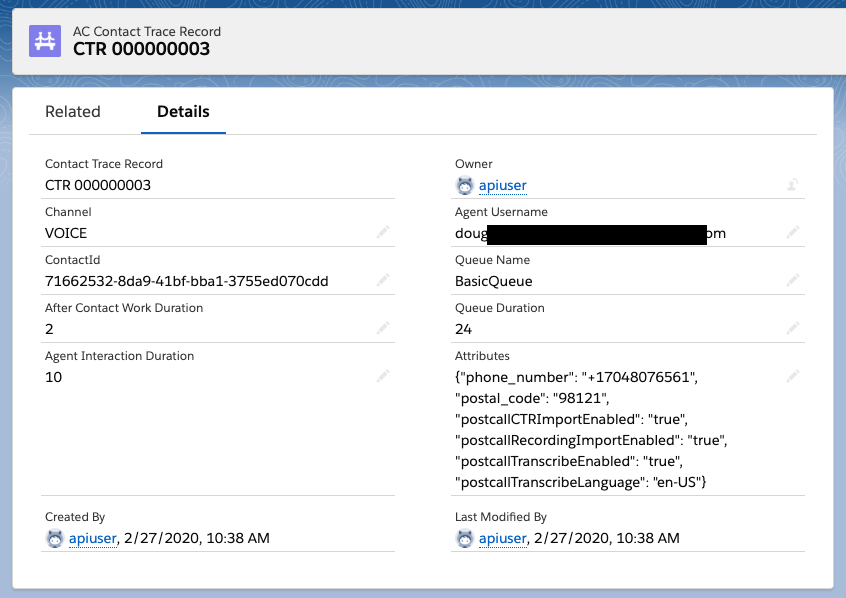 AC Contact Trace Record
CTR 000000003
Related
Details
Contact Trace Record
CTR 000000003
Owner
apiuser
Channel
VOICE
Agent Username
doug
om
ContactId
71662532-8da9-41bf-bba1-3755ed070cdd
Queue Name
BasicQueue
After Contact Work Duration
2
Queue Duration
24
Agent Interaction Duration
10
Attributes
{"phone_number": "+17048076561",
"postal_code": "98121",
"postcallCTRImportEnabled": "true",
"postcallRecordingImportEnabled": "true",
"postcallTranscribeEnabled": "true",
"postcallTranscribeLanguage": "en-US"}
Created By
apiuser, 2/27/2020, 10:38 AM
Last Modified By
apiuser, 2/27/2020, 10:38 AM